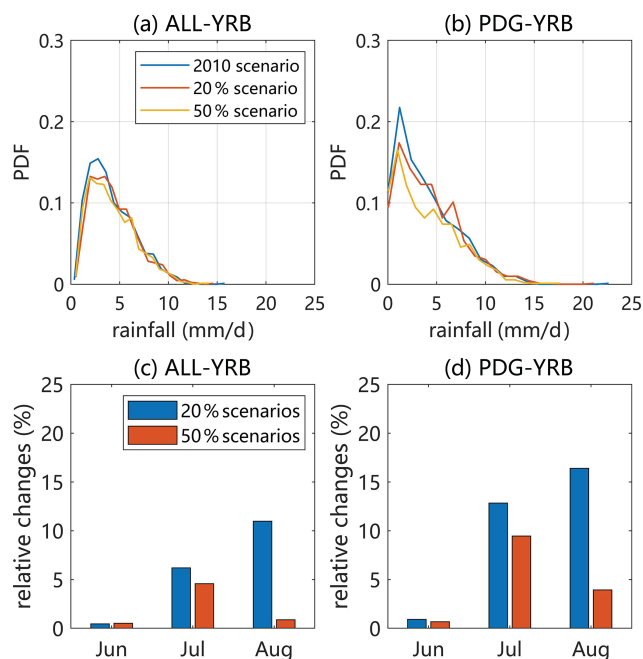 (a) ALL-YRB
(b) PDG-YRB
0.3
0.2
0.1
0
PDF
2010 scenario
20 % scenario
50 % scenario
0 5 10 15 20 25
rainfall (mm/d)
0.3
0.2
0.1
0
PDF
0 5 10 15 20 25
rainfall (mm/d)
(c) ALL-YRB
(d) PDG-YRB
25
20
15
10
5
0
relative changes (%)
20 % scenarios
50 % scenarios
Jun Jul Aug
25
20
15
10
5
0
relative changes (%)
Jun Jul Aug